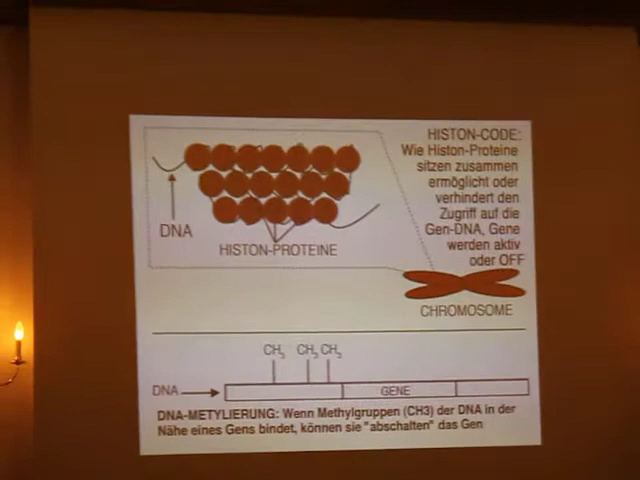 HISTON-CODE:
Wie Histon-Proteine
sitzen zusammen
ermöglicht oder
verhindert den
Zugriff auf die
Gen-DNA, Gene
werden aktiv
oder OFF
DNA
HISTON-PROTEINE
CHROMOSOME
CH3 CH3 CH3
DNA
GENE
DNA-METYLIERUNG: Wenn Methylgruppen (CH3) der DNA in der
Nähe eines Gens bindet, können sie "abschalten" das Gen